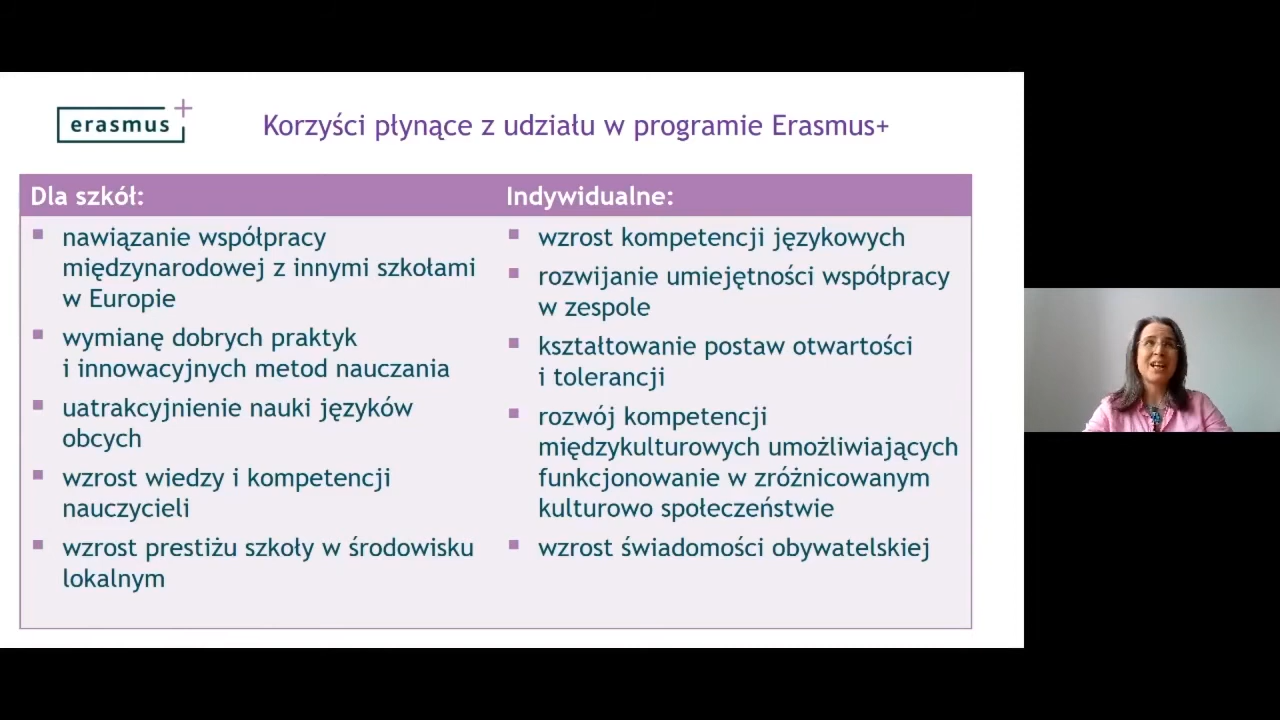 erasmus+
Korzyści płynące z udziału w programie Erasmus+
Dla szkół:
nawiązanie współpracy
międzynarodowej z innymi szkołami
w Europie
wymianę dobrych praktyk
i innowacyjnych metod nauczania
uatrakcyjnienie nauki języków
obcych
wzrost wiedzy i kompetencji
nauczycieli
wzrost prestiżu szkoły w środowisku
lokalnym
Indywidualne:
wzrost kompetencji językowych
rozwijanie umiejętności współpracy
w zespole
kształtowanie postaw otwartości
i tolerancji
rozwój kompetencji
międzykulturowych umożliwiających
funkcjonowanie w zróżnicowanym
kulturowo społeczeństwie
wzrost świadomości obywatelskiej